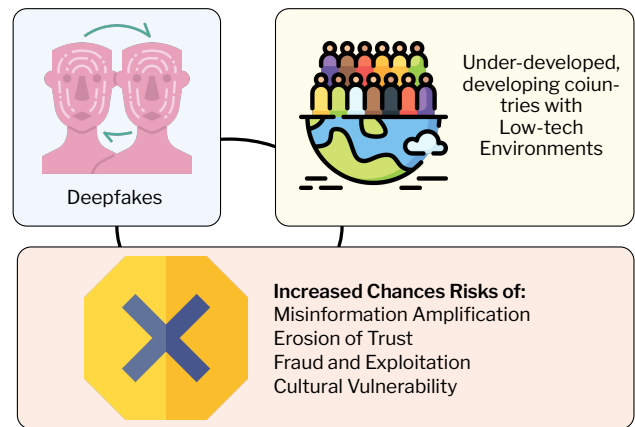 Deepfakes
Under-developed,
developing coiun-
tries with
Low-tech
Environments
Increased Chances Risks of:
Misinformation Amplification
Erosion of Trust
Fraud and Exploitation
Cultural Vulnerability